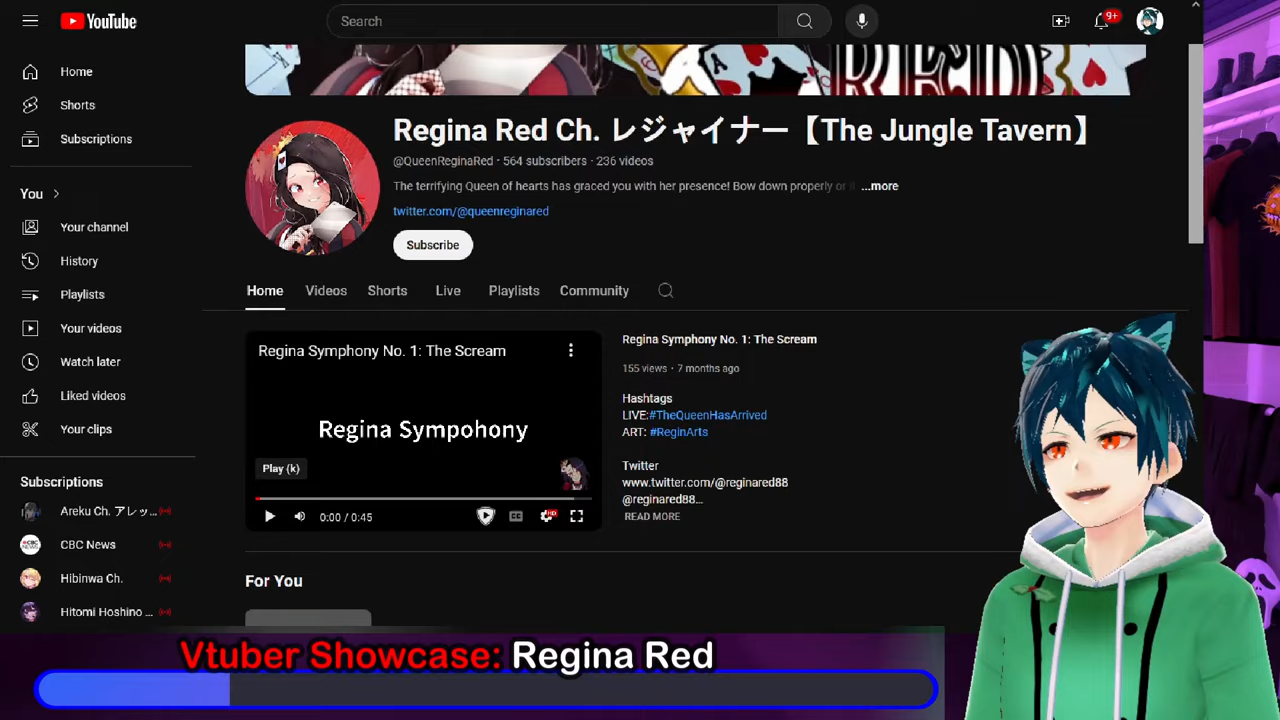 YouTube
Search
9+
Home
Shorts
Subscriptions
You
Your channel
History
Playlists
Your videos
Watch later
Liked videos
Your clips
Subscriptions
Areku Ch. アレッ...
CBC News
Hibinwa Ch.
Hitomi Hoshino ...
RED
Regina Red Ch. レジャイナー【The Jungle Tavern】
@QueenReginaRed · 564 subscribers · 236 videos
The terrifying Queen of hearts has graced you with her presence! Bow down properly or ...more
twitter.com/@queenreginared
Subscribe
Home Videos Shorts Live Playlists Community
Regina Symphony No. 1: The Scream
Regina Sympohony
Play (k)
0:00 / 0:45
HD
Regina Symphony No. 1: The Scream
155 views · 7 months ago
Hashtags
LIVE:#TheQueenHasArrived
ART: #ReginArts
Twitter
www.twitter.com/@reginared88
@reginared88...
READ MORE
For You
Vtuber Showcase: Regina Red